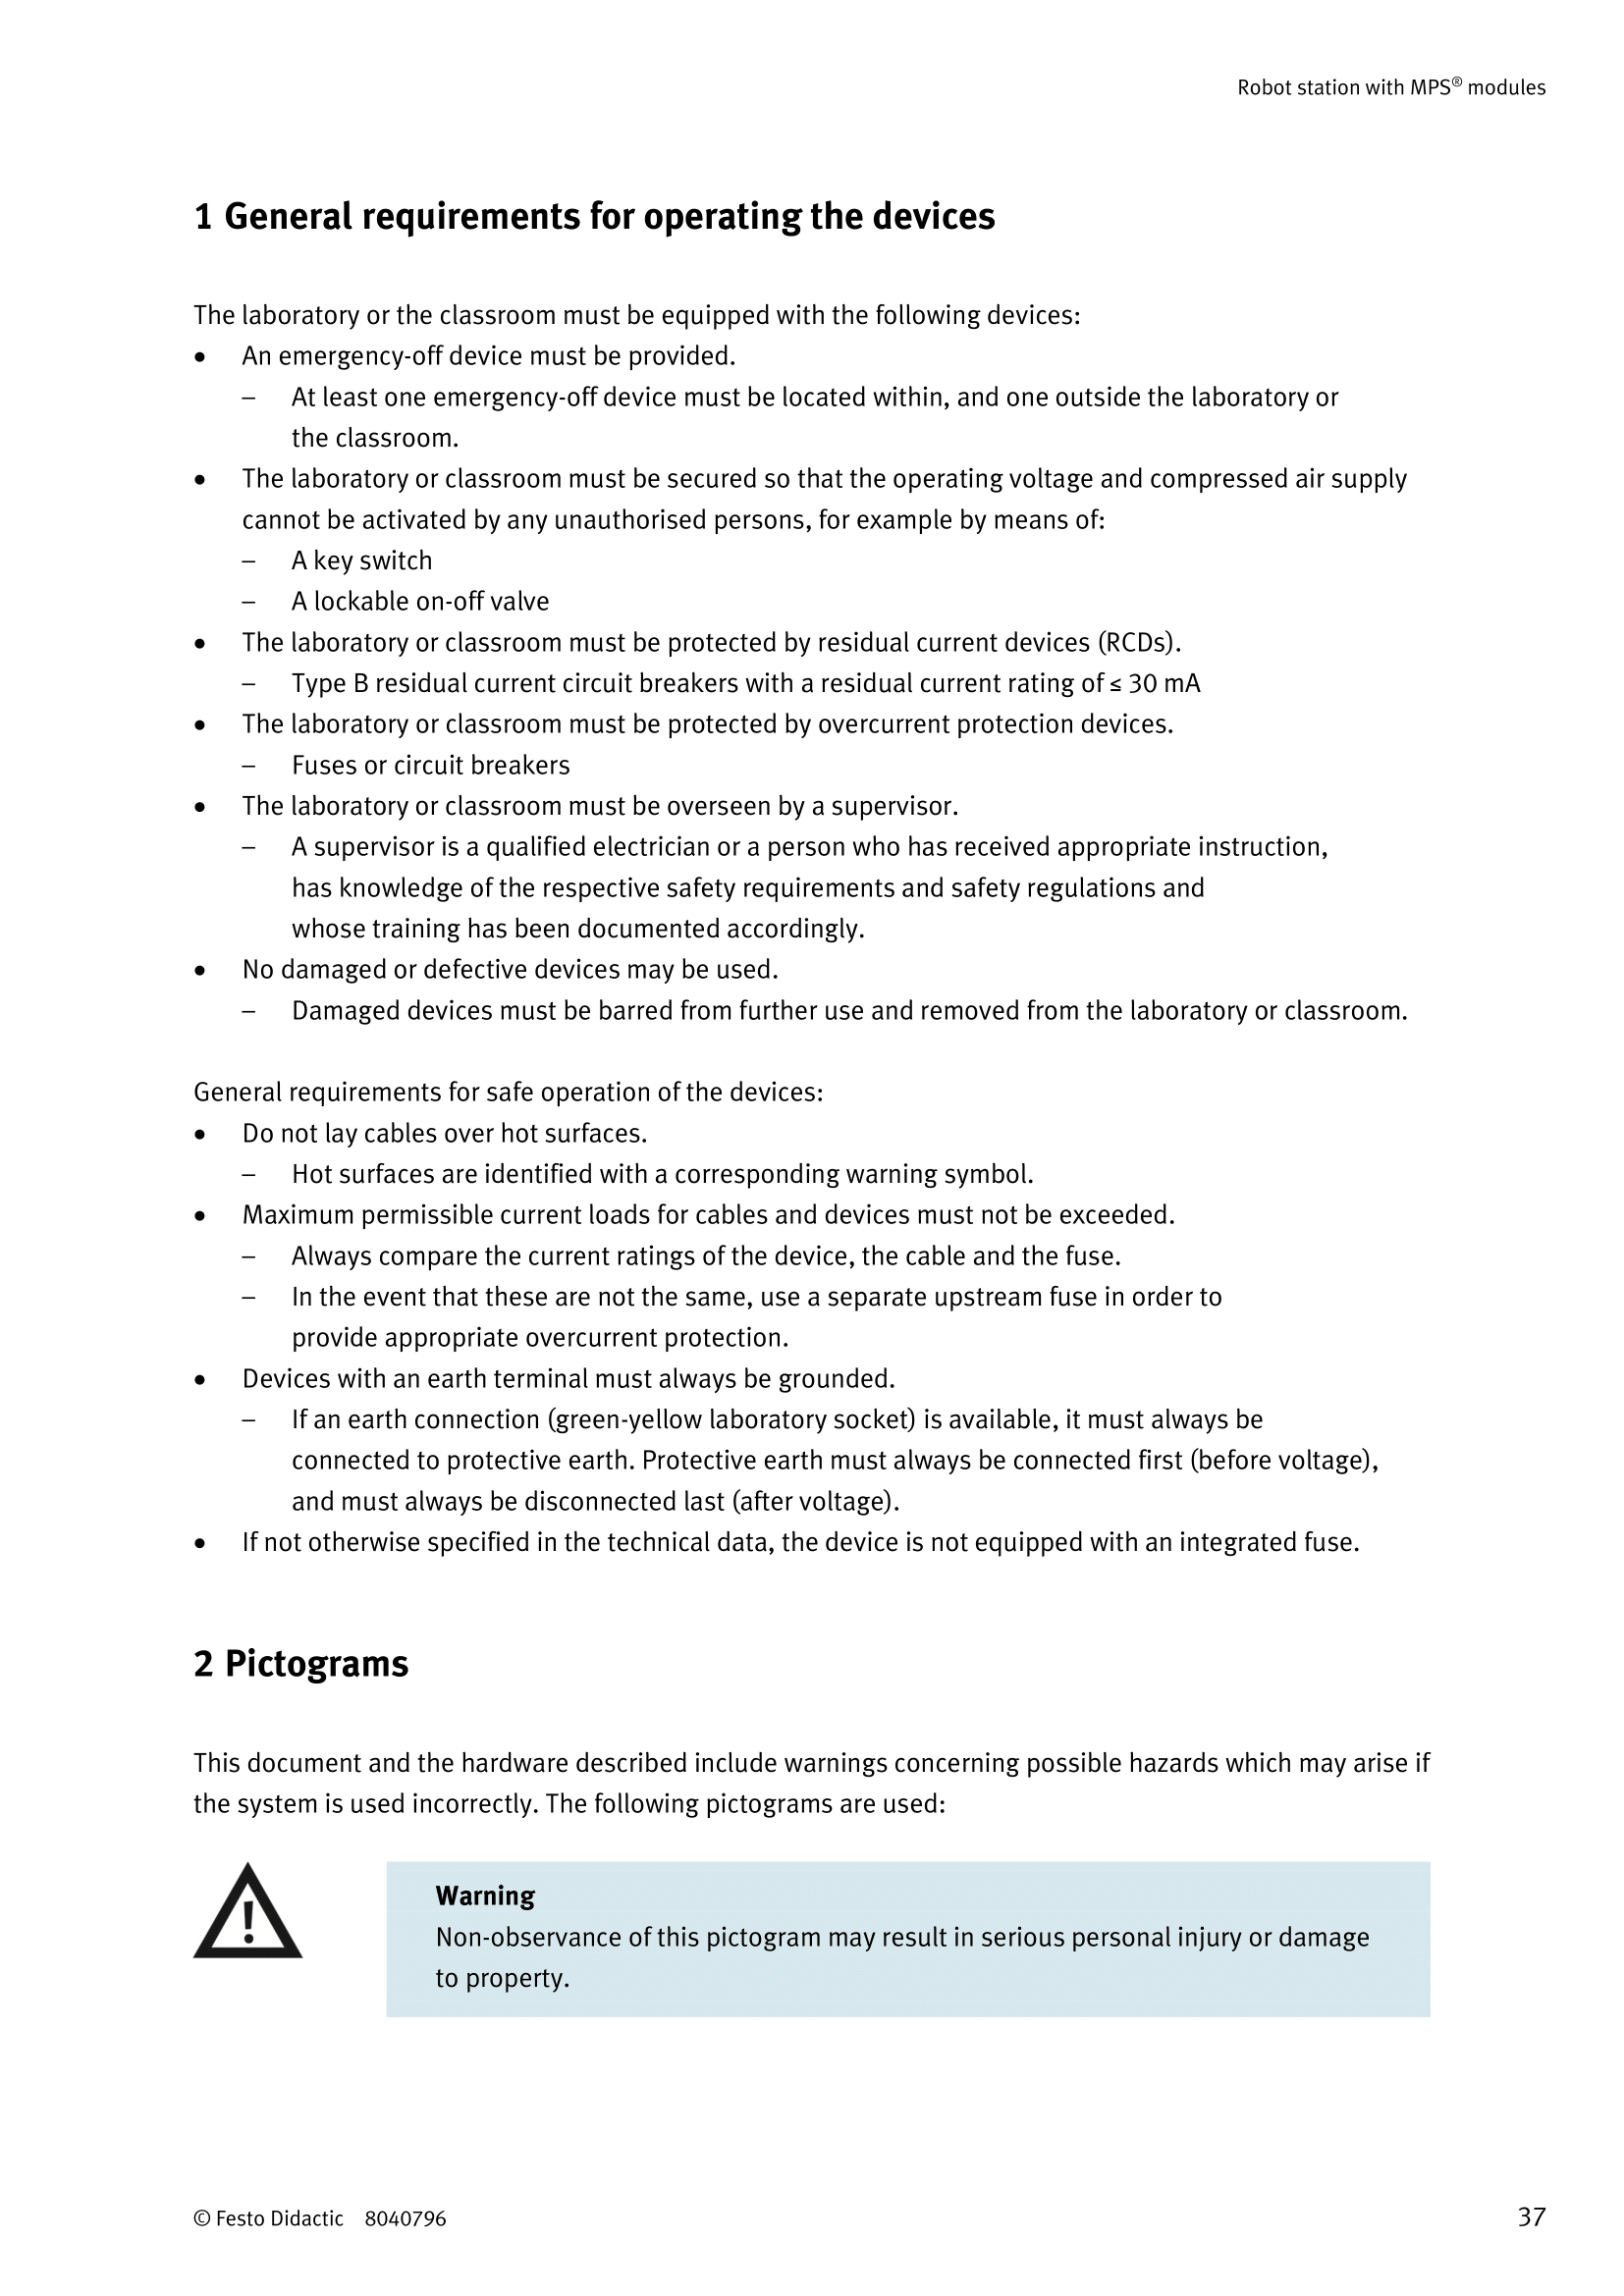 Robot station with MPS® modules
1 General requirements for operating the devices
The laboratory or the classroom must be equipped with the following devices:
• An emergency-off device must be provided.
– At least one emergency-off device must be located within, and one outside the laboratory or
the classroom.
• The laboratory or classroom must be secured so that the operating voltage and compressed air supply
cannot be activated by any unauthorised persons, for example by means of:
– A key switch
– A lockable on-off valve
• The laboratory or classroom must be protected by residual current devices (RCDs).
– Type B residual current circuit breakers with a residual current rating of ≤ 30 mA
• The laboratory or classroom must be protected by overcurrent protection devices.
– Fuses or circuit breakers
• The laboratory or classroom must be overseen by a supervisor.
– A supervisor is a qualified electrician or a person who has received appropriate instruction,
has knowledge of the respective safety requirements and safety regulations and
whose training has been documented accordingly.
• No damaged or defective devices may be used.
– Damaged devices must be barred from further use and removed from the laboratory or classroom.
General requirements for safe operation of the devices:
• Do not lay cables over hot surfaces.
– Hot surfaces are identified with a corresponding warning symbol.
• Maximum permissible current loads for cables and devices must not be exceeded.
– Always compare the current ratings of the device, the cable and the fuse.
– In the event that these are not the same, use a separate upstream fuse in order to
provide appropriate overcurrent protection.
• Devices with an earth terminal must always be grounded.
– If an earth connection (green-yellow laboratory socket) is available, it must always be
connected to protective earth. Protective earth must always be connected first (before voltage),
and must always be disconnected last (after voltage).
• If not otherwise specified in the technical data, the device is not equipped with an integrated fuse.
2 Pictograms
This document and the hardware described include warnings concerning possible hazards which may arise if
the system is used incorrectly. The following pictograms are used:
Warning
Non-observance of this pictogram may result in serious personal injury or damage
to property.
© Festo Didactic 8040796
37